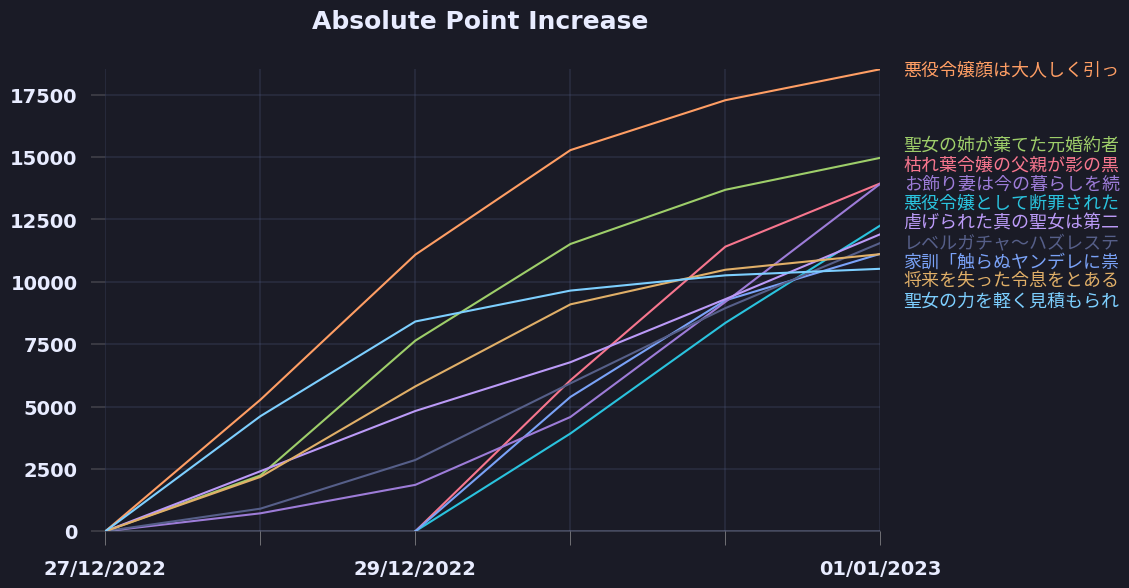 Absolute Point Increase
17500
15000
12500
10000
7500
5000
2500
0
27/12/2022
29/12/2022
01/01/2023
悪役令嬢顔は大人しく引っ
聖女の姉が棄てた元婚約者
枯れ葉令嬢の父親が影の黒
お飾り妻は今の暮らしを続
悪役令嬢として断罪された
虐げられた真の聖女は第二
レベルガチャ～ハズレステ
家訓「触らぬヤンデレに祟
将来を失った令息をとある
聖女の力を軽く見積もられ